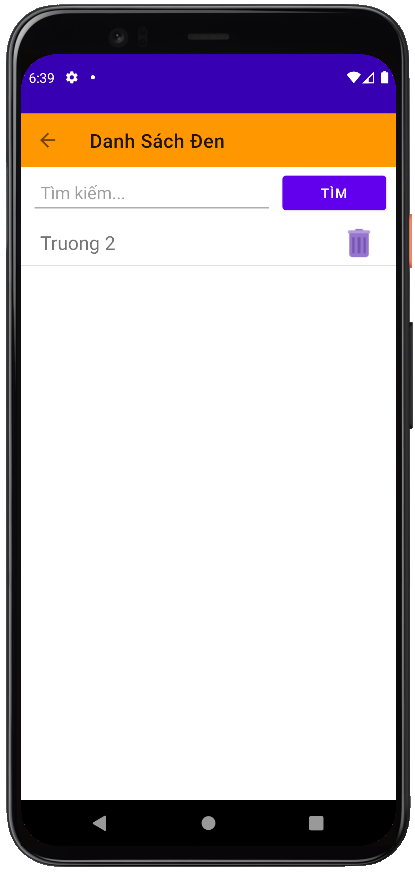 6:39
Danh Sách Đen
Tìm kiếm...
TÌM
Truong 2